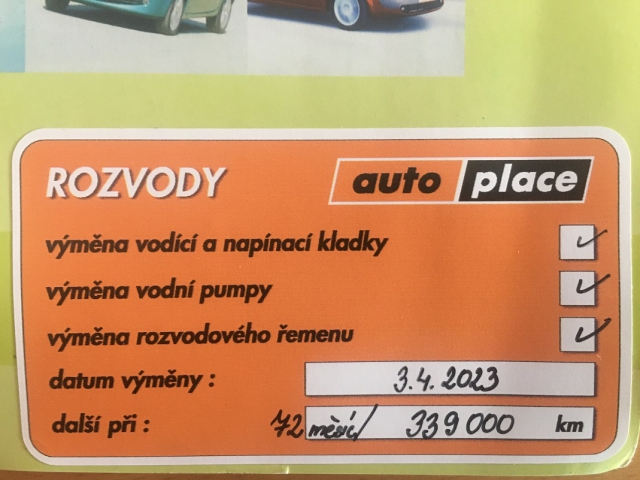 ROZVODY auto place
výměna vodící a napínací kladky ✓
výměna vodní pumpy ✓
výměna rozvodového řemenu ✓
datum výměny : 3.4.2023
další při : 72 měsíc/ 339 000 km